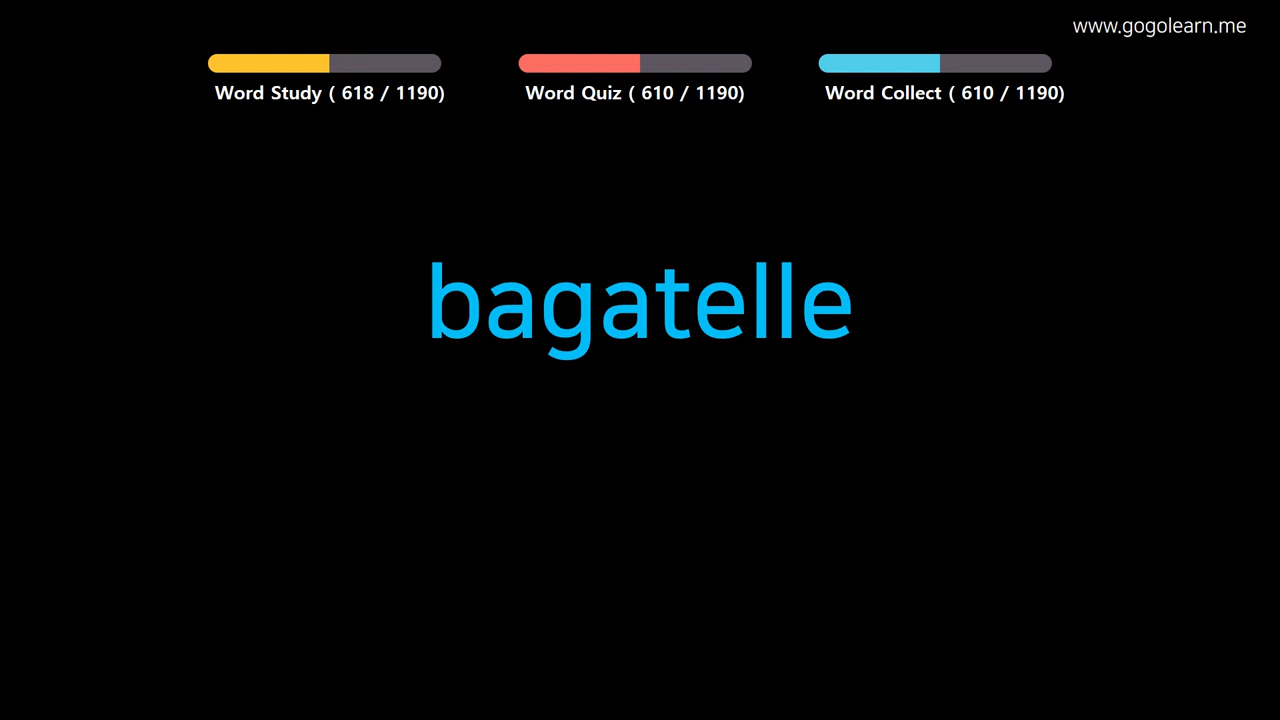 www.gogolearn.me
Word Study ( 618 / 1190)
Word Quiz ( 610 / 1190)
Word Collect ( 610 / 1190)
bagatelle